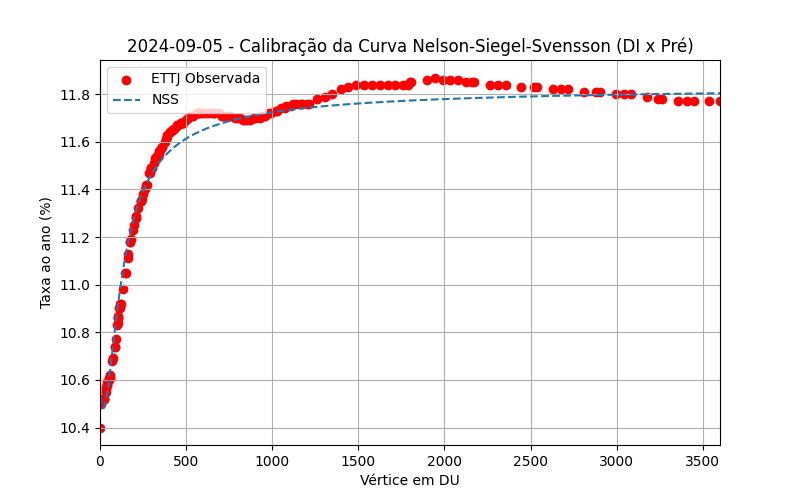 2024-09-05 - Calibração da Curva Nelson-Siegel-Svensson (DI x Pré)
ETTJ Observada
NSS
Taxa ao ano (%)
11.8
11.6
11.4
11.2
11.0
10.8
10.6
10.4
0 500 1000 1500 2000 2500 3000 3500
Vértice em DU